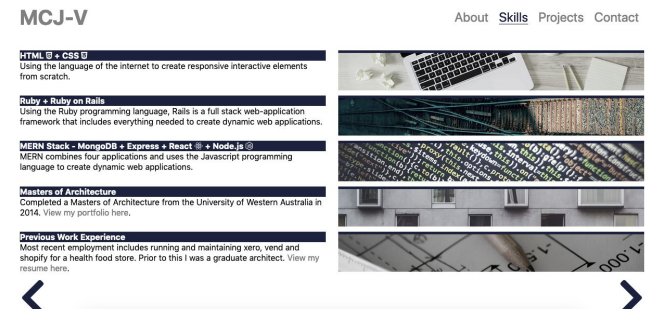 MCJ-V
About Skills Projects Contact
HTML + CSS
Using the language of the internet to create responsive interactive elements
from scratch.
Ruby + Ruby on Rails
Using the Ruby programming language, Rails is a full stack web-application
framework that includes everything needed to create dynamic web applications.
MERN Stack - MongoDB + Express + React + Node.js
MERN combines four applications and uses the Javascript programming
language to create dynamic web applications.
Masters of Architecture
Completed a Masters of Architecture from the University of Western Australia in
2014. View my portfolio here.
Previous Work Experience
Most recent employment includes running and maintaining xero, vend and
shopify for a health food store. Prior to this I was a graduate architect. View my
resume here.